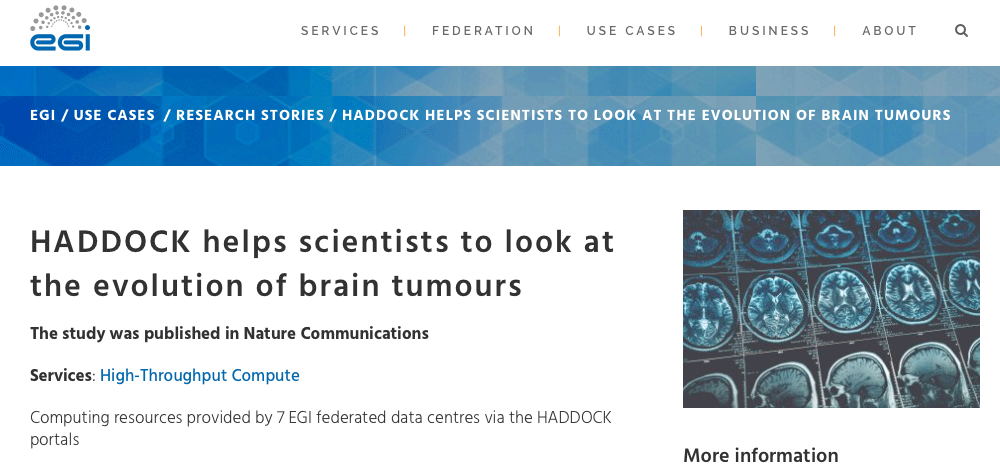 egi
SERVICES FEDERATION USE CASES BUSINESS ABOUT
EGI / USE CASES / RESEARCH STORIES / HADDOCK HELPS SCIENTISTS TO LOOK AT THE EVOLUTION OF BRAIN TUMOURS
HADDOCK helps scientists to look at
the evolution of brain tumours
The study was published in Nature Communications
Services: High-Throughput Compute
Computing resources provided by 7 EGI federated data centres via the HADDOCK
portals
More information